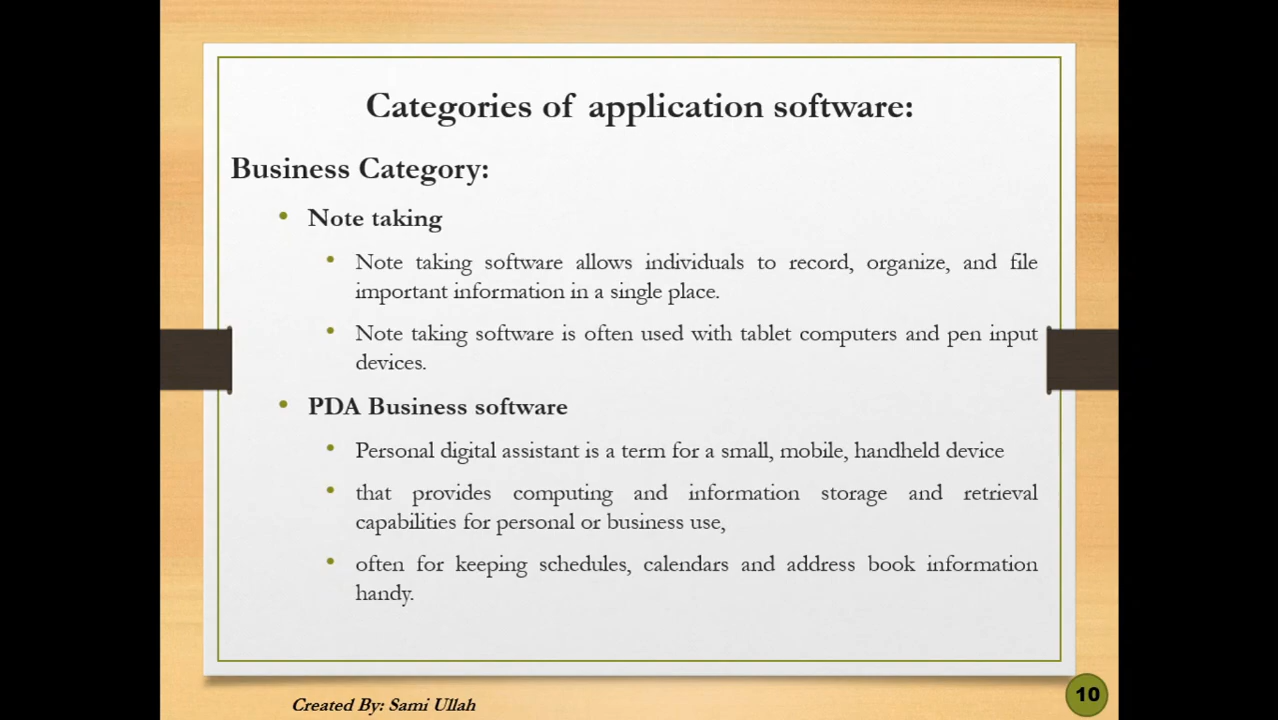 Categories of application software:
Business Category:
• Note taking
• Note taking software allows individuals to record, organize, and file
important information in a single place.
• Note taking software is often used with tablet computers and pen input
devices.
• PDA Business software
• Personal digital assistant is a term for a small, mobile, handheld device
• that provides computing and information storage and retrieval
capabilities for personal or business use,
• often for keeping schedules, calendars and address book information
handy.
Created By: Sami Ullah
10